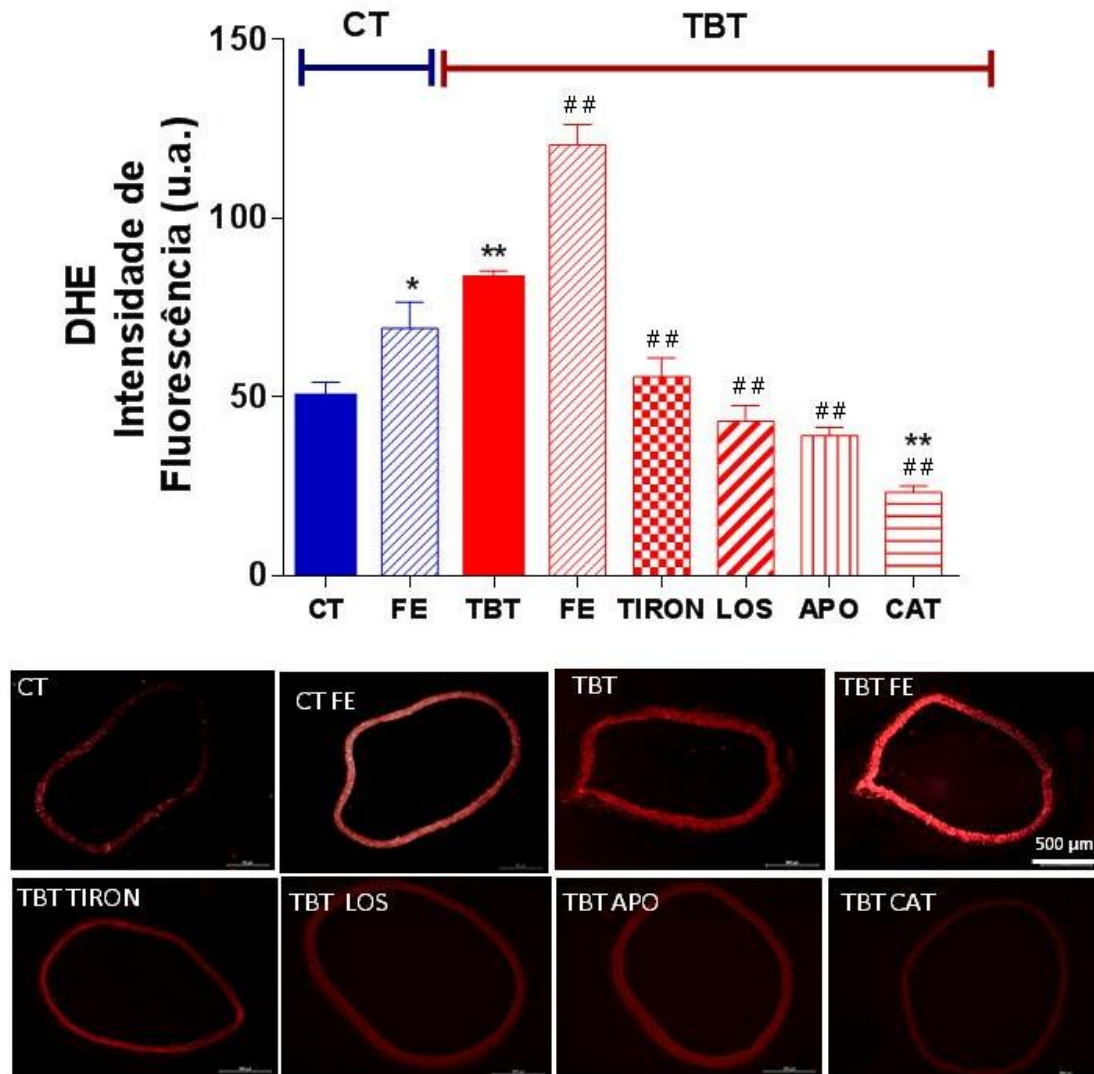 CT TBT
150
100
50
0
DHE
Intensidade de
Fluorescência (u.a.)
* ** ## ## ## ## **
##
CT FE TBT FE TIRON LOS APO CAT
CT CT FE TBT TBT FE
500 µm
TBT TIRON TBT LOS TBT APO TBT CAT